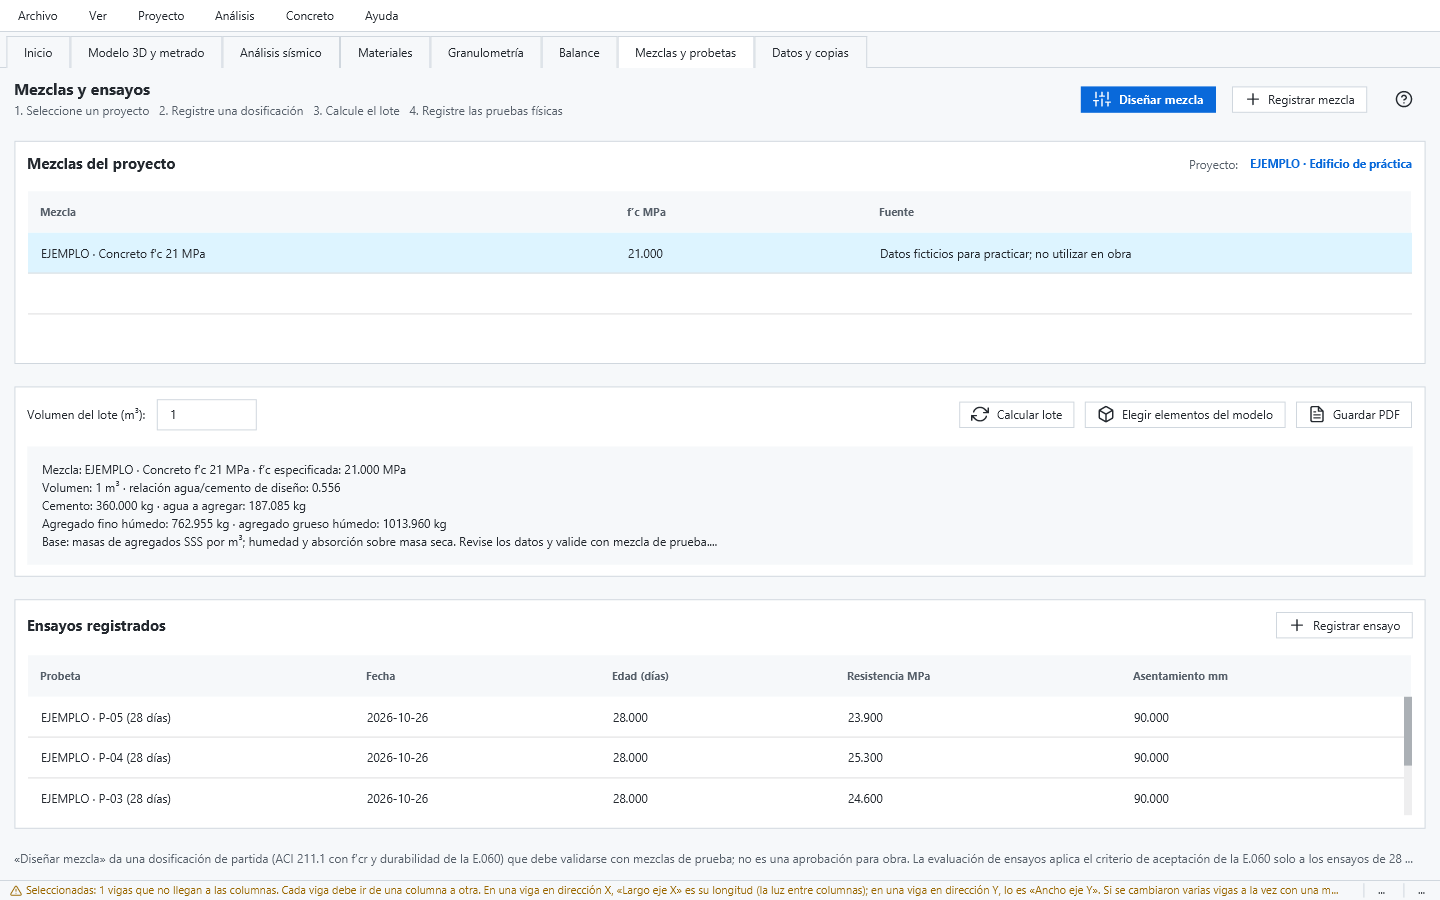 Archivo Ver Proyecto Análisis Concreto Ayuda
Inicio Modelo 3D y metrado Análisis sísmico Materiales Granulometría Balance Mezclas y probetas Datos y copias
Mezclas y ensayos
1. Seleccione un proyecto 2. Registre una dosificación 3. Calcule el lote 4. Registre las pruebas físicas
Diseñar mezcla Registrar mezcla
Mezclas del proyecto
Proyecto: EJEMPLO · Edificio de práctica
Mezcla f'c MPa Fuente
EJEMPLO · Concreto f'c 21 MPa 21.000 Datos ficticios para practicar; no utilizar en obra
Volumen del lote (m³): 1 Calcular lote Elegir elementos del modelo Guardar PDF
Mezcla: EJEMPLO · Concreto f'c 21 MPa · f'c especificada: 21.000 MPa
Volumen: 1 m³ · relación agua/cemento de diseño: 0.556
Cemento: 360.000 kg · agua a agregar: 187.085 kg
Agregado fino húmedo: 762.955 kg · agregado grueso húmedo: 1013.960 kg
Base: masas de agregados SSS por m³; humedad y absorción sobre masa seca. Revise los datos y valide con mezcla de prueba....
Ensayos registrados Registrar ensayo
Probeta Fecha Edad (días) Resistencia MPa Asentamiento mm
EJEMPLO · P-05 (28 días) 2026-10-26 28.000 23.900 90.000
EJEMPLO · P-04 (28 días) 2026-10-26 28.000 25.300 90.000
EJEMPLO · P-03 (28 días) 2026-10-26 28.000 24.600 90.000
«Diseñar mezcla» da una dosificación de partida (ACI 211.1 con f'cr y durabilidad de la E.060) que debe validarse con mezclas de prueba; no es una aprobación para obra. La evaluación de ensayos aplica el criterio de aceptación de la E.060 solo a los ensayos de 28 ...
Seleccionadas: 1 vigas que no llegan a las columnas. Cada viga debe ir de una columna a otra. En una viga en dirección X, «Largo eje X» es su longitud (la luz entre columnas); en una viga en dirección Y, lo es «Ancho eje Y». Si se cambiaron varias vigas a la vez con una m... ... ...